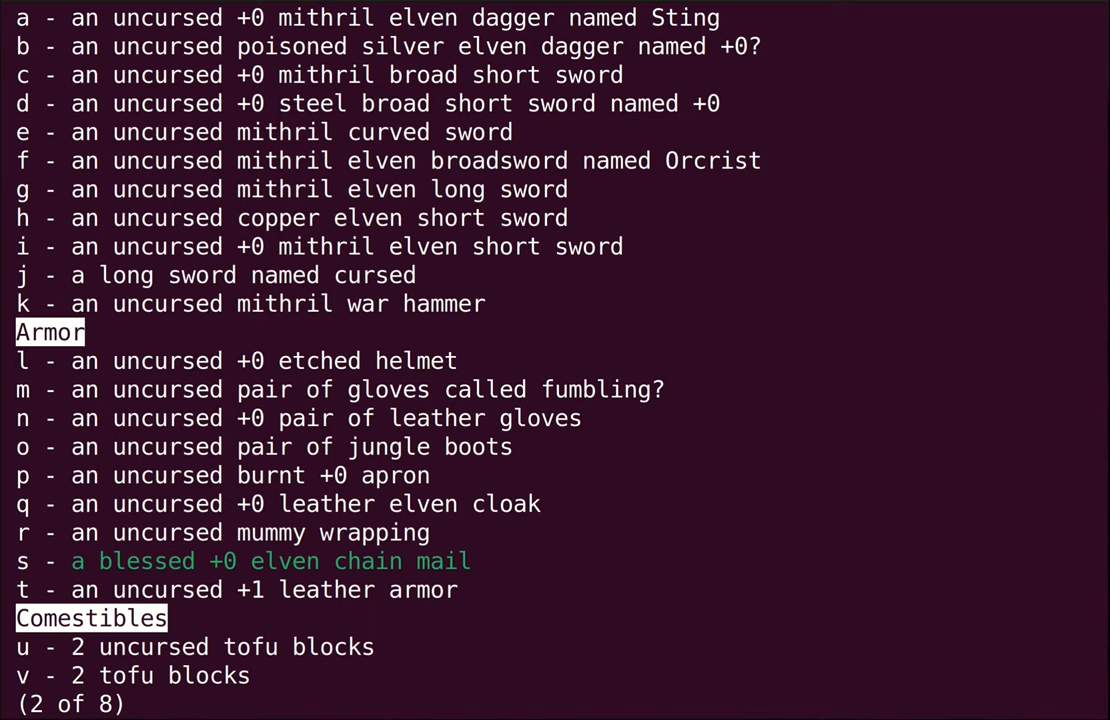 a - an uncursed +0 mithril elven dagger named Sting
b - an uncursed poisoned silver elven dagger named +0?
c - an uncursed +0 mithril broad short sword
d - an uncursed +0 steel broad short sword named +0
e - an uncursed mithril curved sword
f - an uncursed mithril elven broadsword named Orcrist
g - an uncursed mithril elven long sword
h - an uncursed copper elven short sword
i - an uncursed +0 mithril elven short sword
j - a long sword named cursed
k - an uncursed mithril war hammer
Armor
l - an uncursed +0 etched helmet
m - an uncursed pair of gloves called fumbling?
n - an uncursed +0 pair of leather gloves
o - an uncursed pair of jungle boots
p - an uncursed burnt +0 apron
q - an uncursed +0 leather elven cloak
r - an uncursed mummy wrapping
s - a blessed +0 elven chain mail
t - an uncursed +1 leather armor
Comestibles
u - 2 uncursed tofu blocks
v - 2 tofu blocks
(2 of 8)